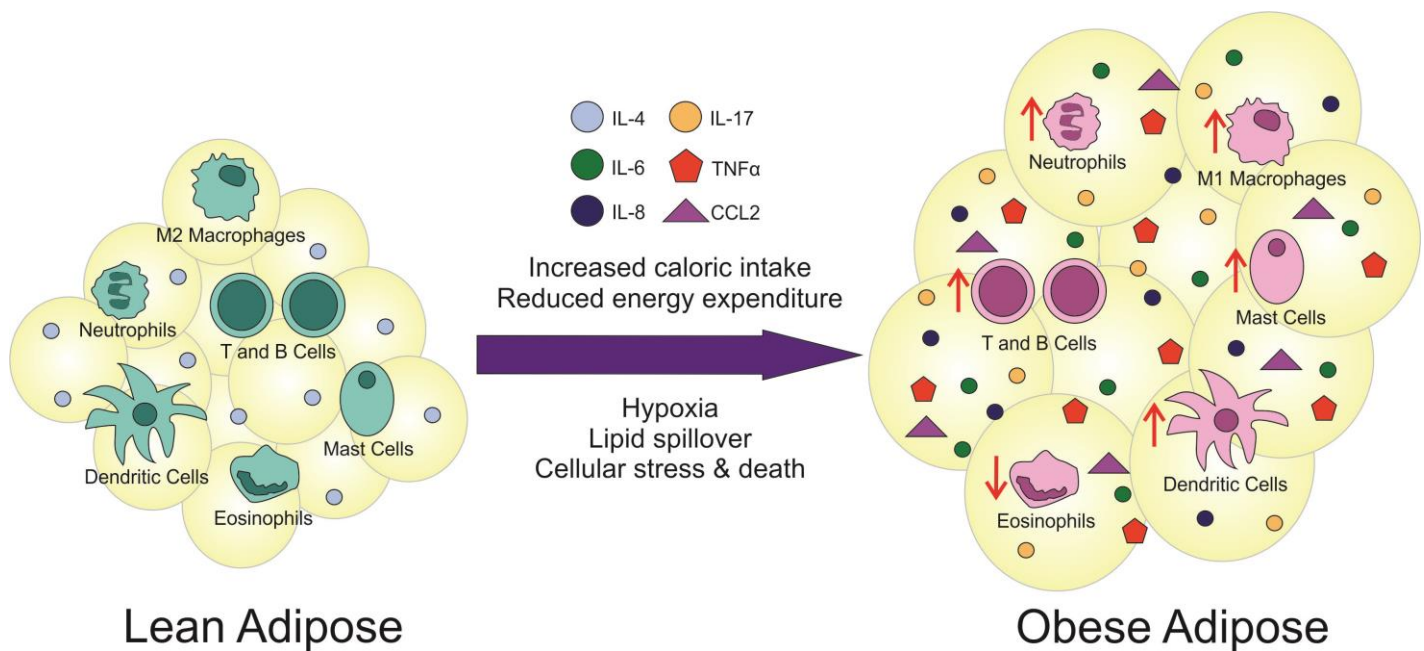 M2 Macrophages
Neutrophils
T and B Cells
Mast Cells
Dendritic Cells
Eosinophils
Lean Adipose
IL-4
IL-17
IL-6
TNFα
IL-8
CCL2
Increased caloric intake
Reduced energy expenditure
Hypoxia
Lipid spillover
Cellular stress & death
Neutrophils
M1 Macrophages
T and B Cells
Mast Cells
Dendritic Cells
Eosinophils
Obese Adipose